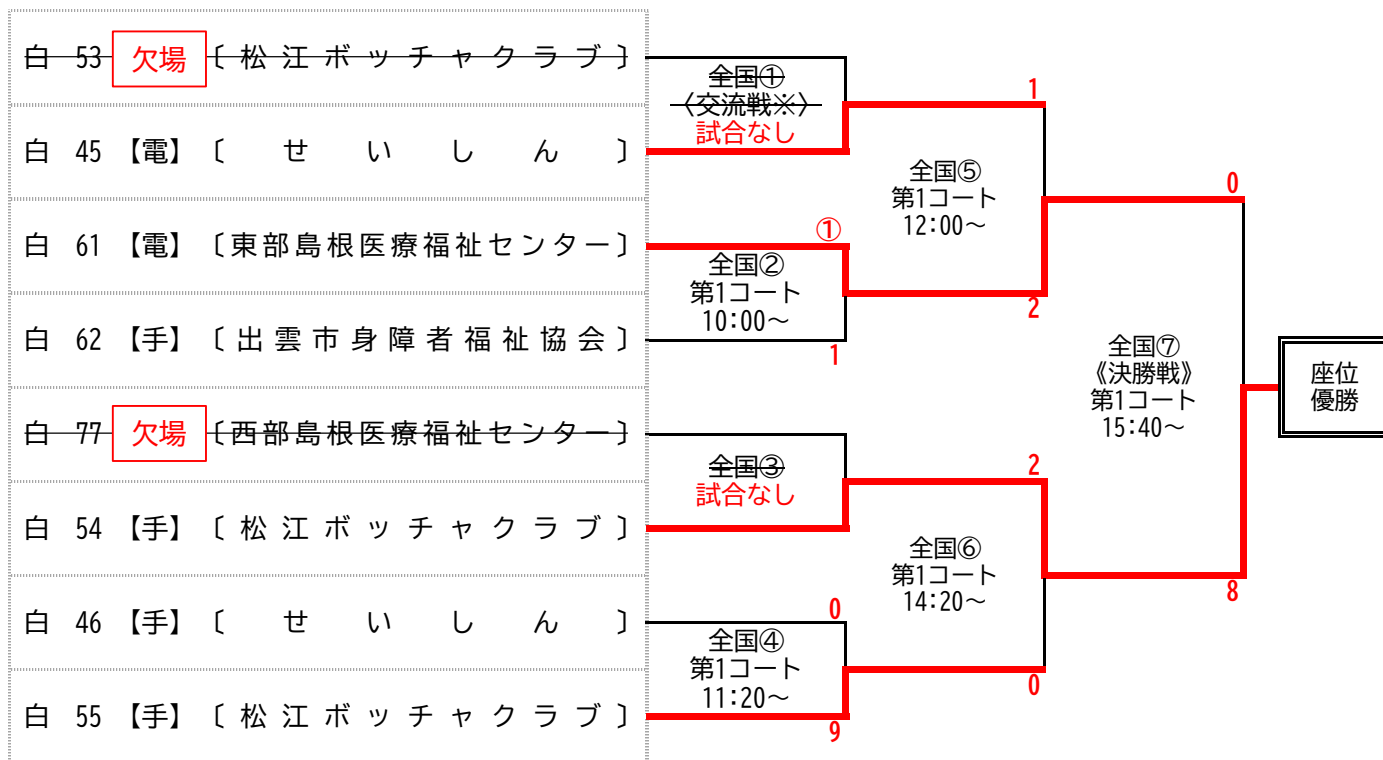 白 53 欠場 〔松江ボッチャクラブ〕
全国①
〈交流戦※〉
試合なし
1
白 45 【電】 〔せいしん〕
全国⑤
第1コート
12:00～
0
白 61 【電】 〔東部島根医療福祉センター〕
①
全国②
第1コート
10:00～
2
白 62 【手】 〔出雲市身障者福祉協会〕
1
全国⑦
《決勝戦》
第1コート
15:40～
座位
優勝
白 77 欠場 〔西部島根医療福祉センター〕
全国③
試合なし
2
白 54 【手】 〔松江ボッチャクラブ〕
全国⑥
第1コート
14:20～
8
白 46 【手】 〔せいしん〕
0
全国④
第1コート
11:20～
0
白 55 【手】 〔松江ボッチャクラブ〕
9